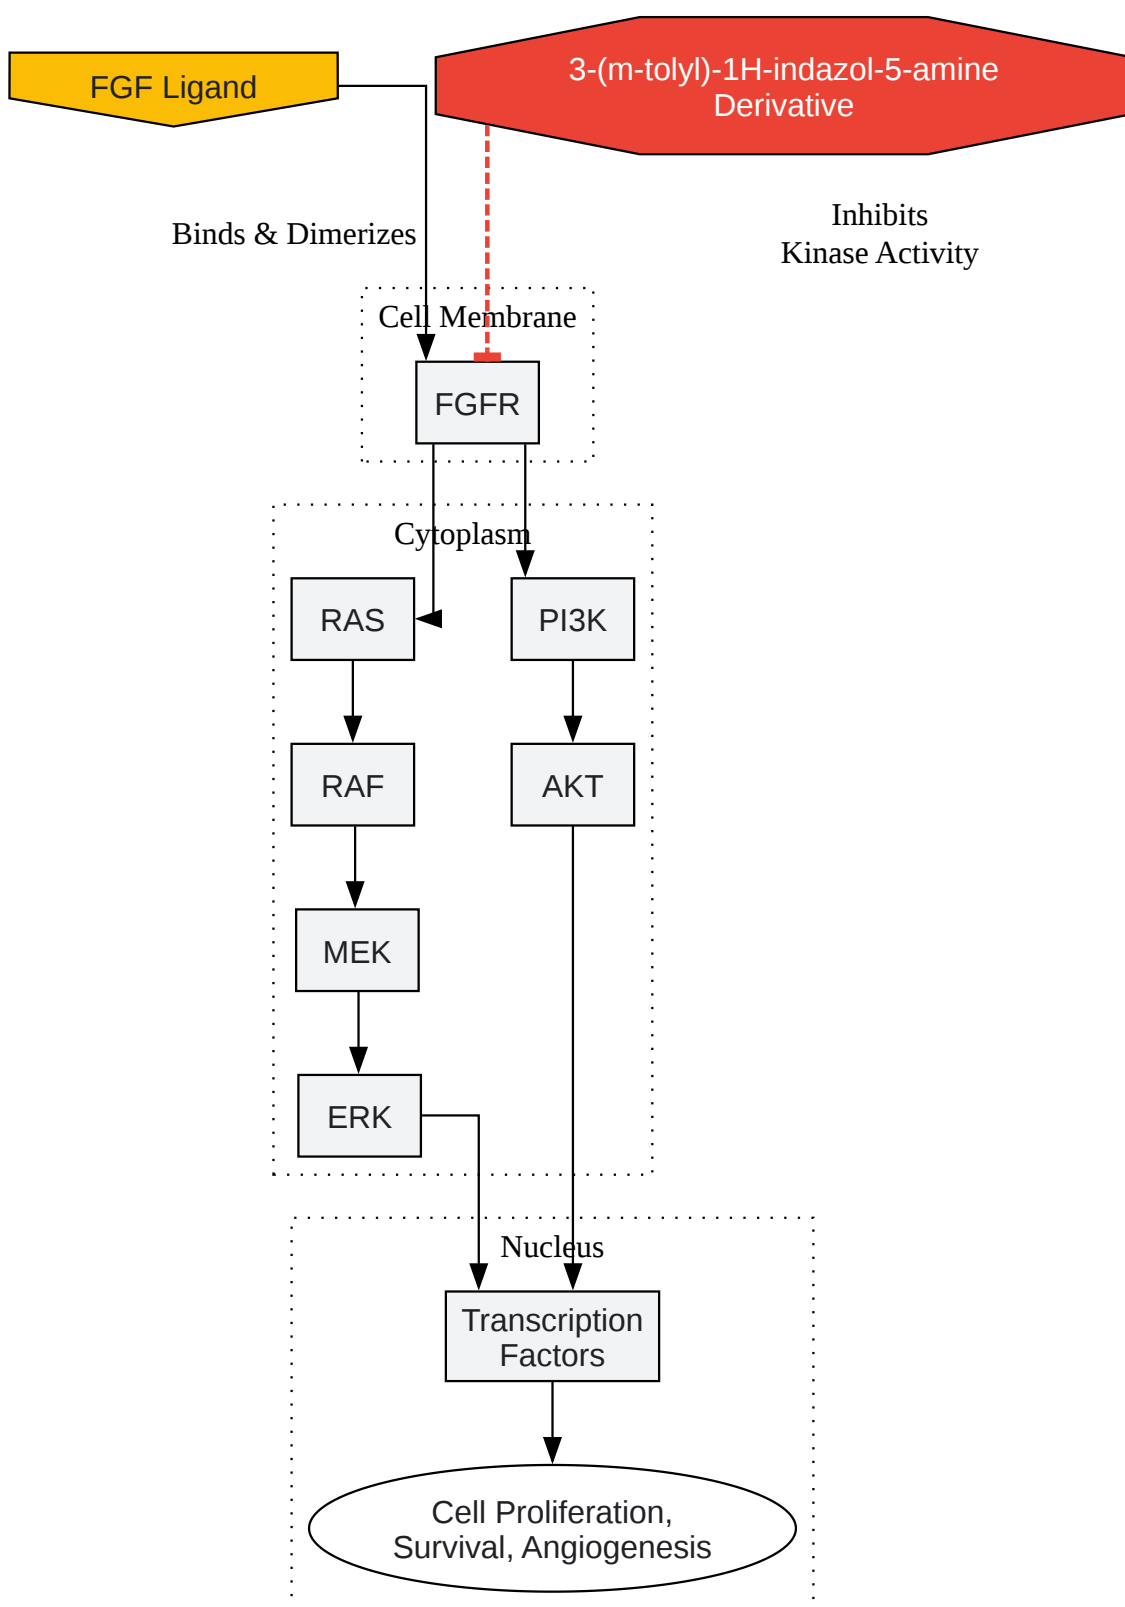 FGF Ligand
3-(m-tolyl)-1H-indazol-5-amine
Derivative
Binds & Dimerizes
Inhibits
Kinase Activity
Cell Membrane
FGFR
Cytoplasm
RAS
PI3K
RAF
AKT
MEK
ERK
Nucleus
Transcription
Factors
Cell Proliferation,
Survival, Angiogenesis